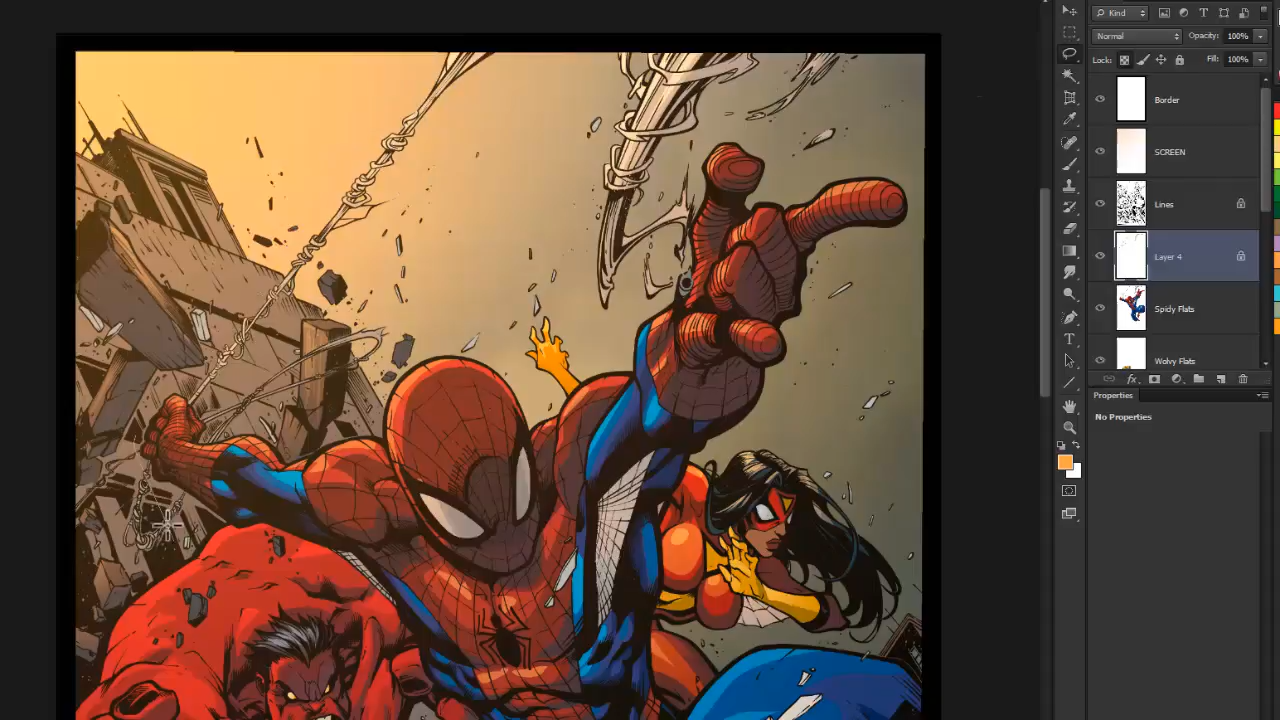 Kind
Normal
Opacity: 100%
Lock:
Fill: 100%
Border
SCREEN
Lines
Layer 4
Spidy Flats
Wolvy Flats
fx
Properties
No Properties